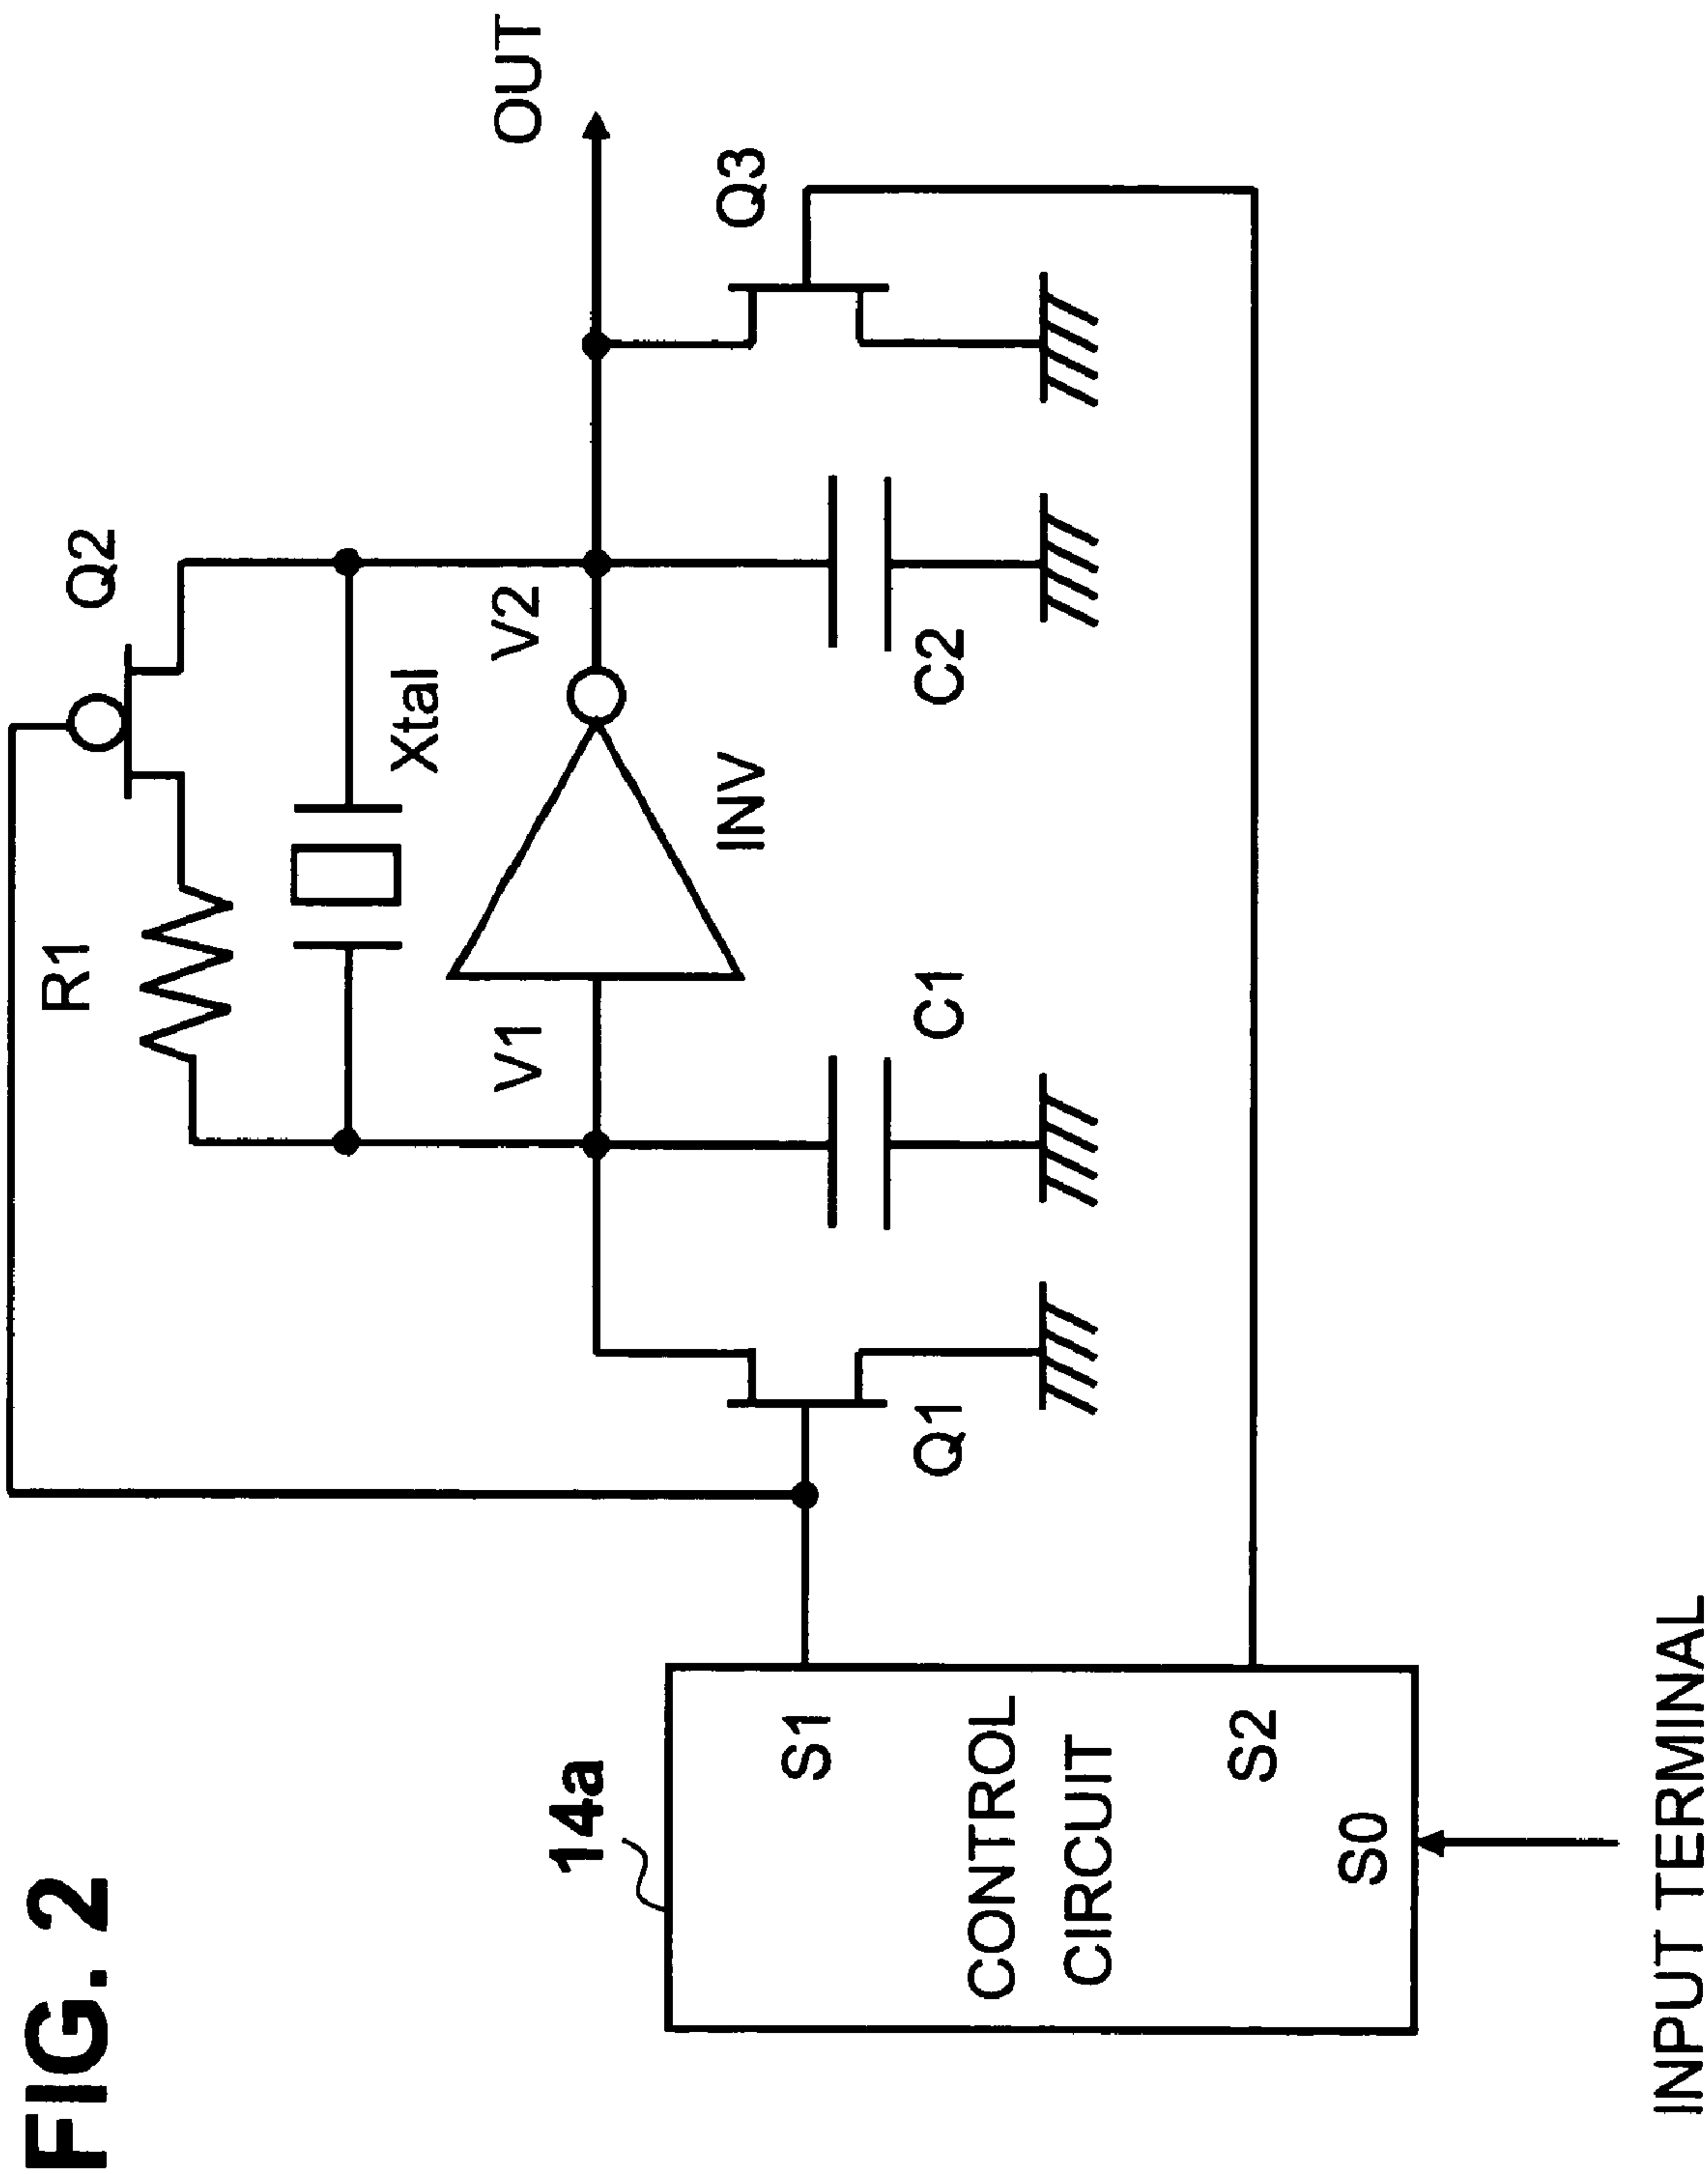 FIG. 2
R1
Q2
Xtal
OUT
V1
V2
14a
INV
Q3
S1
Q1
C1
C2
CONTROL
CIRCUIT
S2
S0
INPUT TERMINAL